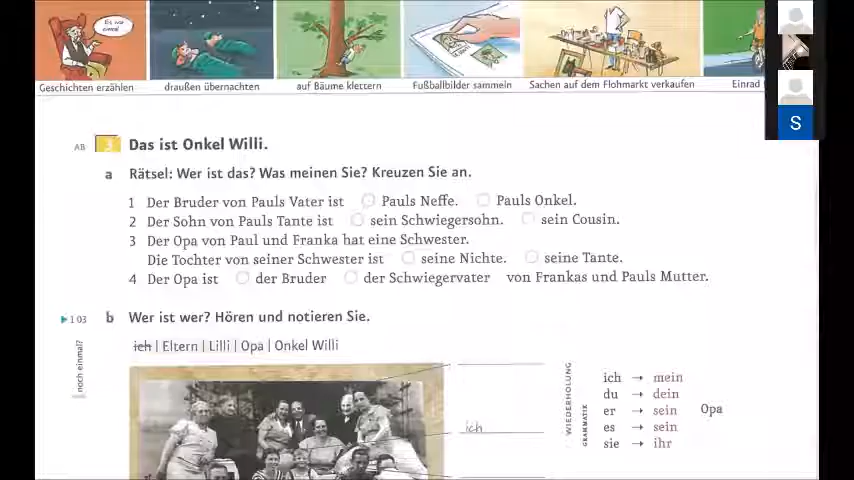 Es war
einmal
Geschichten erzählen
draußen übernachten
auf Bäume klettern
Fußballbilder sammeln
Sachen auf dem Flohmarkt verkaufen
Einrad
S
AB 3 Das ist Onkel Willi.
a Rätsel: Wer ist das? Was meinen Sie? Kreuzen Sie an.
1 Der Bruder von Pauls Vater ist Pauls Neffe. Pauls Onkel.
2 Der Sohn von Pauls Tante ist sein Schwiegersohn. sein Cousin.
3 Der Opa von Paul und Franka hat eine Schwester.
Die Tochter von seiner Schwester ist seine Nichte. seine Tante.
4 Der Opa ist der Bruder der Schwiegervater von Frankas und Pauls Mutter.
1 03 b Wer ist wer? Hören und notieren Sie.
noch einmal?
ich | Eltern | Lilli | Opa | Onkel Willi
ich
WIEDERHOLUNG
GRAMMATIK
ich → mein
du → dein
er → sein Opa
es → sein
sie → ihr